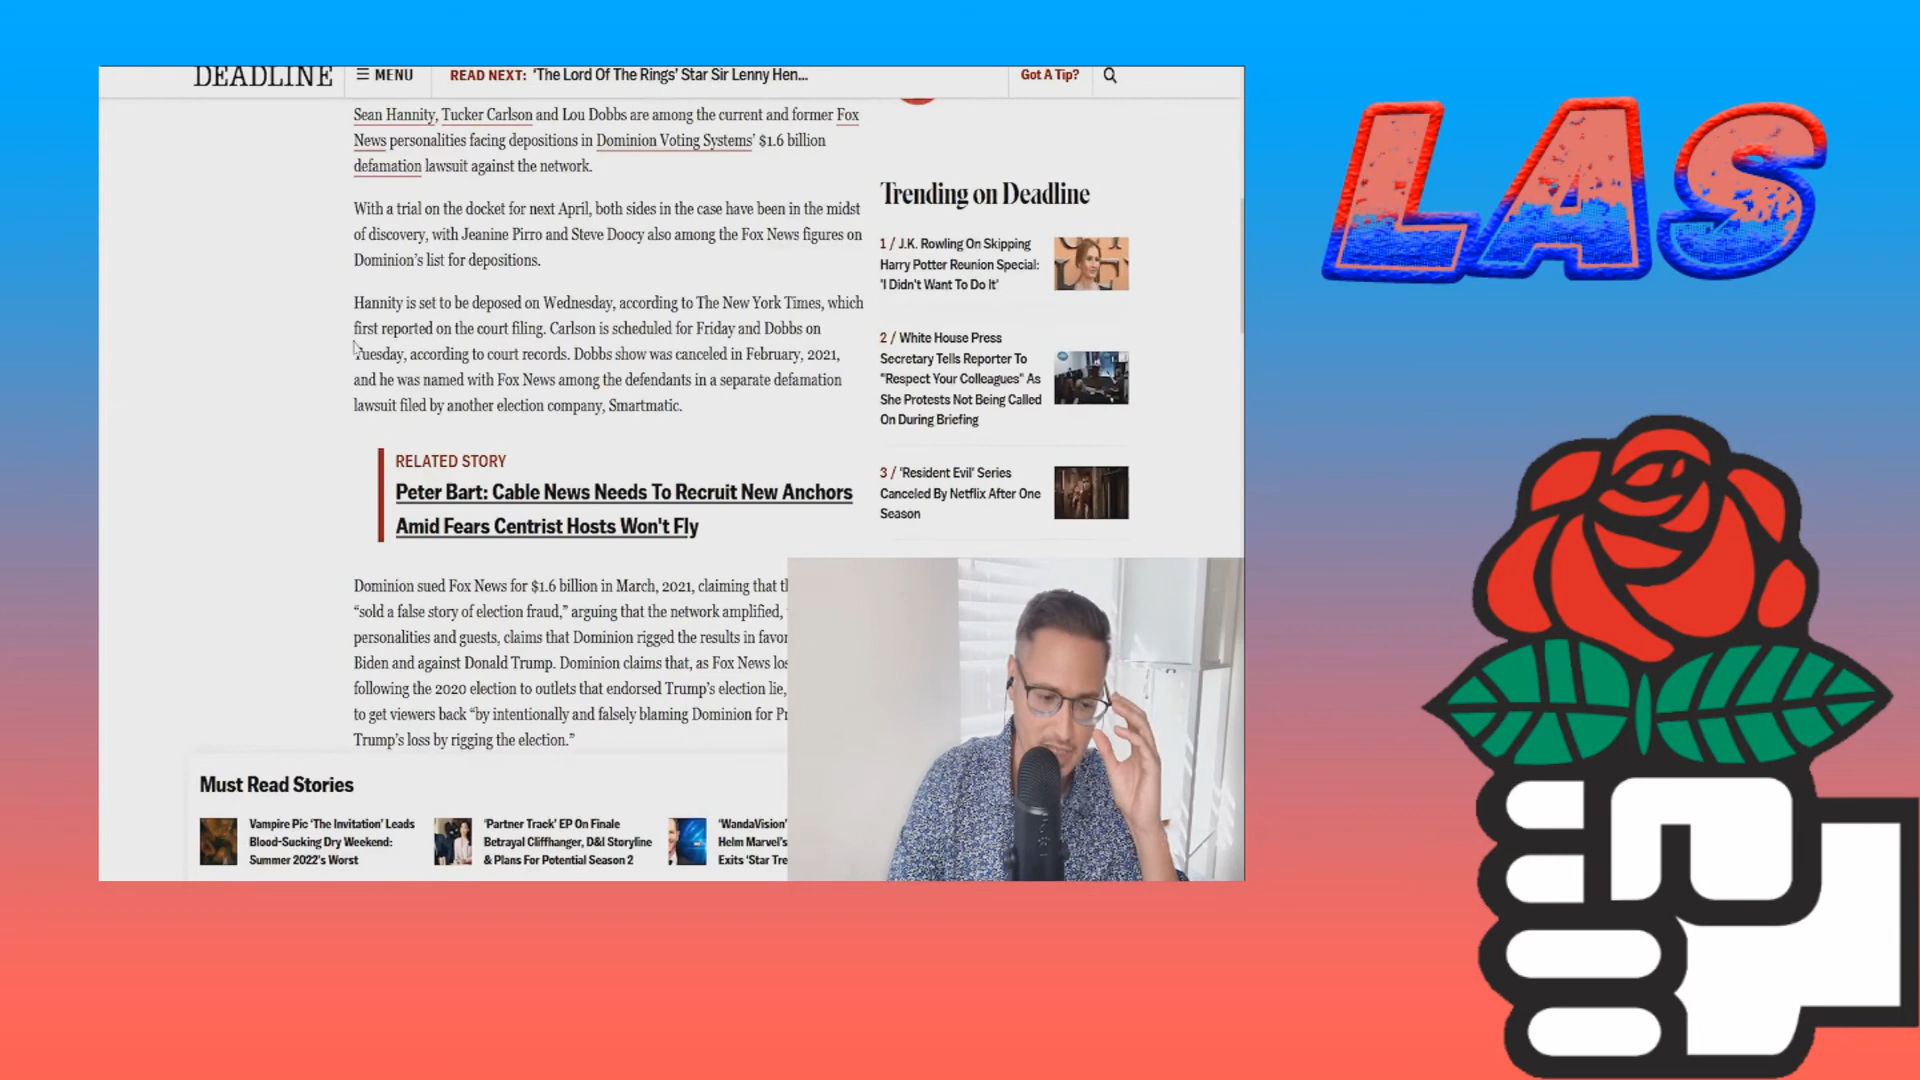 DEADLINE
MENU
READ NEXT: 'The Lord Of The Rings' Star Sir Lenny Hen...
Got A Tip?
Sean Hannity, Tucker Carlson and Lou Dobbs are among the current and former Fox
News personalities facing depositions in Dominion Voting Systems' $1.6 billion
defamation lawsuit against the network.
With a trial on the docket for next April, both sides in the case have been in the midst
of discovery, with Jeanine Pirro and Steve Doocy also among the Fox News figures on
Dominion's list for depositions.
Hannity is set to be deposed on Wednesday, according to The New York Times, which
first reported on the court filing. Carlson is scheduled for Friday and Dobbs on
Tuesday, according to court records. Dobbs show was canceled in February, 2021,
and he was named with Fox News among the defendants in a separate defamation
lawsuit filed by another election company, Smartmatic.
RELATED STORY
Peter Bart: Cable News Needs To Recruit New Anchors
Amid Fears Centrist Hosts Won't Fly
Dominion sued Fox News for $1.6 billion in March, 2021, claiming that
"sold a false story of election fraud," arguing that the network amplified,
personalities and guests, claims that Dominion rigged the results in favor
Biden and against Donald Trump. Dominion claims that, as Fox News
following the 2020 election to outlets that endorsed Trump's election lie,
to get viewers back "by intentionally and falsely blaming Dominion for
Trump's loss by rigging the election."
Trending on Deadline
1 / J.K. Rowling On Skipping
Harry Potter Reunion Special:
'I Didn't Want To Do It'
2 / White House Press
Secretary Tells Reporter To
"Respect Your Colleagues" As
She Protests Not Being Called
On During Briefing
3 / 'Resident Evil' Series
Canceled By Netflix After One
Season
Must Read Stories
Vampire Pic 'The Invitation' Leads
Blood-Sucking Dry Weekend:
Summer 2022's Worst
'Partner Track' EP On Finale
Betrayal Cliffhanger, D&I Storyline
& Plans For Potential Season 2
'WandaVision'
Helm Marvel's
Exits 'Star
LAS